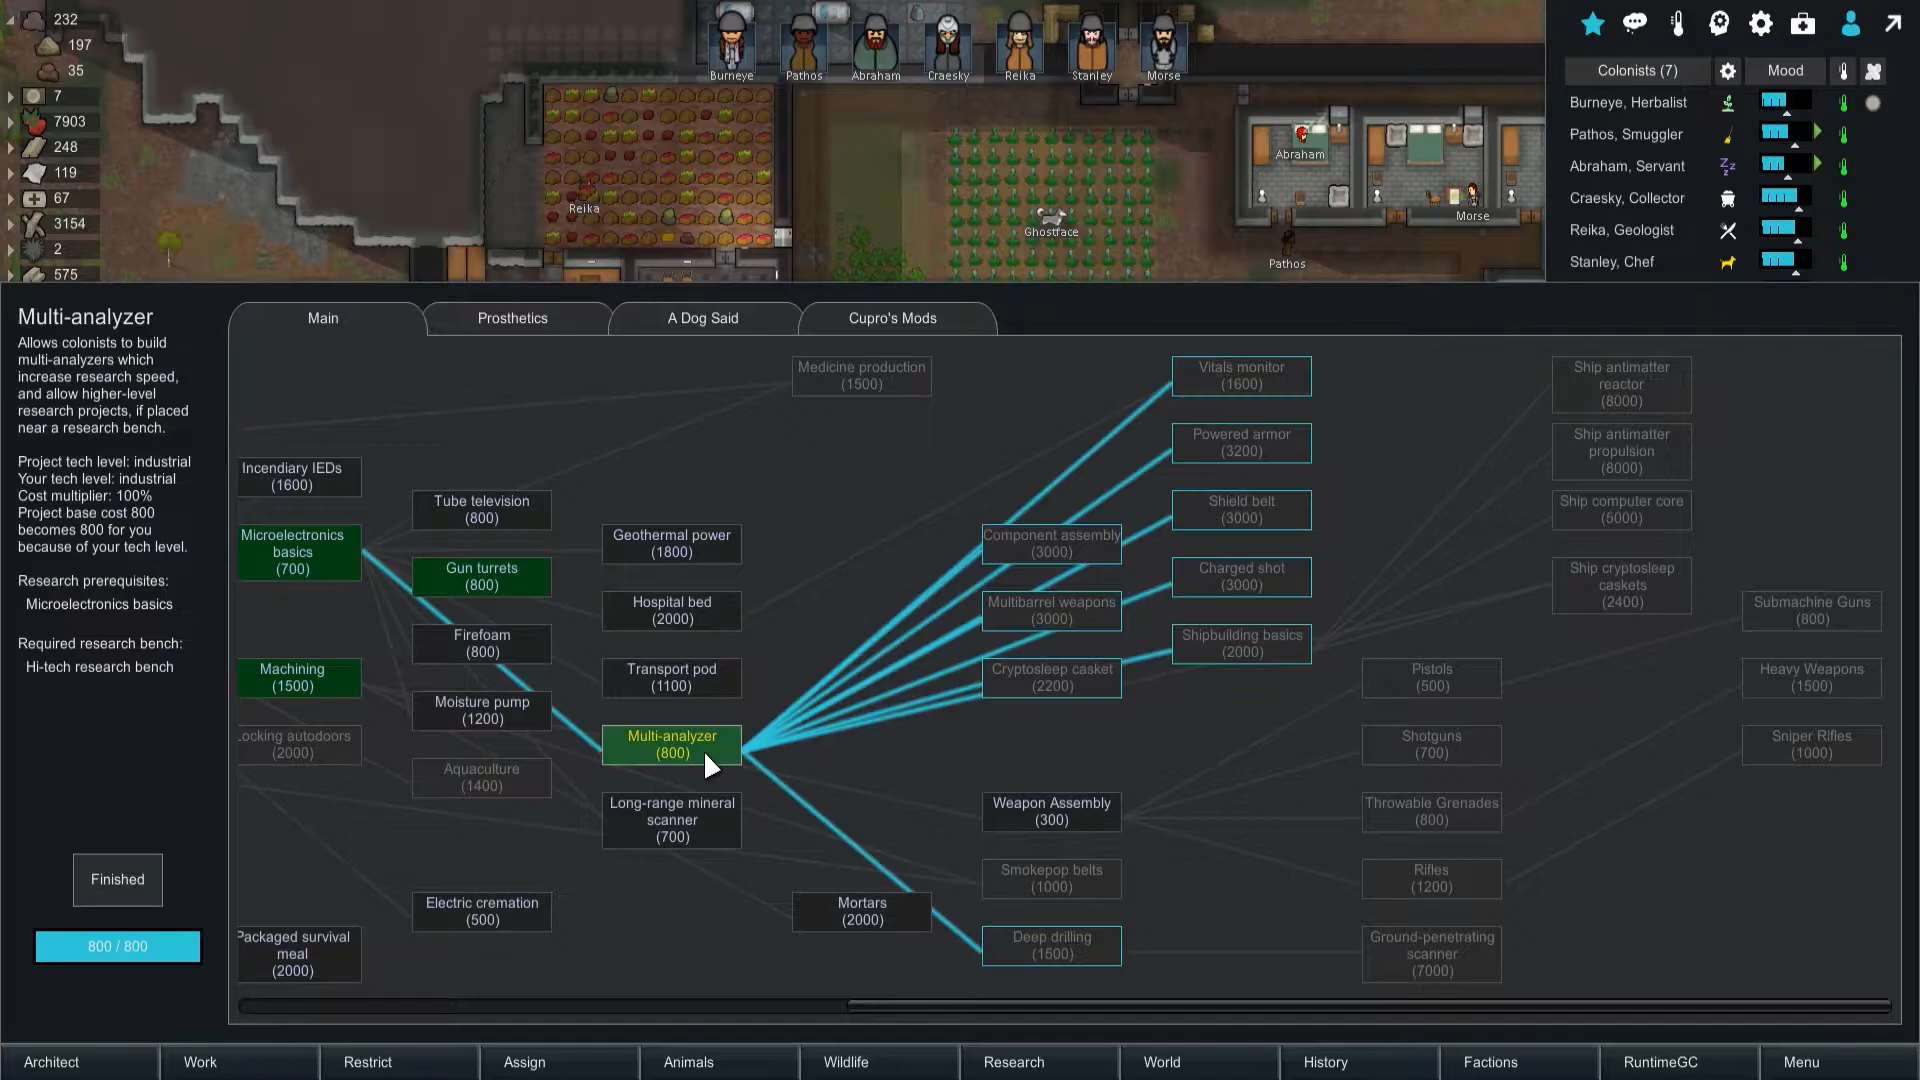 232
197
35
7
7903
248
119
67
3154
2
575
Burneye
Pathos
Abraham
Craesky
Reika
Stanley
Morse
Reika
Ghostface
Abraham
Morse
Pathos
Colonists (7)
Mood
Burneye, Herbalist
Pathos, Smuggler
Abraham, Servant
Craesky, Collector
Reika, Geologist
Stanley, Chef
Multi-analyzer
Allows colonists to build
multi-analyzers which
increase research speed,
and allow higher-level
research projects, if placed
near a research bench.
Project tech level: industrial
Your tech level: industrial
Cost multiplier: 100%
Project base cost 800
becomes 800 for you
because of your tech level.
Research prerequisites:
Microelectronics basics
Required research bench:
Hi-tech research bench
Finished
800 / 800
Main
Prosthetics
A Dog Said
Cupro's Mods
Incendiary IEDs
(1600)
Microelectronics
basics
(700)
Machining
(1500)
Locking autodoors
(2000)
Packaged survival
meal
(2000)
Tube television
(800)
Gun turrets
(800)
Firefoam
(800)
Moisture pump
(1200)
Aquaculture
(1400)
Electric cremation
(500)
Geothermal power
(1800)
Hospital bed
(2000)
Transport pod
(1100)
Multi-analyzer
(800)
Long-range mineral
scanner
(700)
Medicine production
(1500)
Mortars
(2000)
Component assembly
(3000)
Multibarrel weapons
(3000)
Cryptosleep casket
(2200)
Weapon Assembly
(300)
Smokepop belts
(1000)
Deep drilling
(1500)
Vitals monitor
(1600)
Powered armor
(3200)
Shield belt
(3000)
Charged shot
(3000)
Shipbuilding basics
(2000)
Pistols
(500)
Shotguns
(700)
Throwable Grenades
(800)
Rifles
(1200)
Ground-penetrating
scanner
(7000)
Ship antimatter
reactor
(8000)
Ship antimatter
propulsion
(8000)
Ship computer core
(5000)
Ship cryptosleep
caskets
(2400)
Submachine Guns
(800)
Heavy Weapons
(1500)
Sniper Rifles
(1000)
Architect
Work
Restrict
Assign
Animals
Wildlife
Research
World
History
Factions
RuntimeGC
Menu